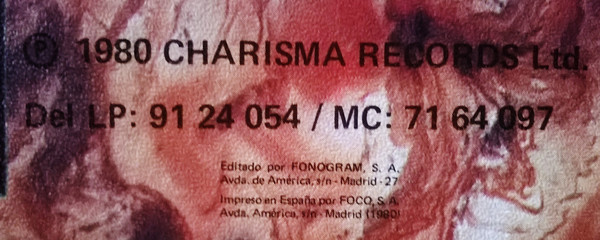 ℗ 1980 CHARISMA RECORDS Ltd.
Del LP: 91 24 054 / MC: 71 64 097
Editado por FONOGRAM, S. A.
Avda. de América, s/n - Madrid - 27
Impreso en España por FOCO, S. A.
Avda. América, s/n - Madrid (1980)